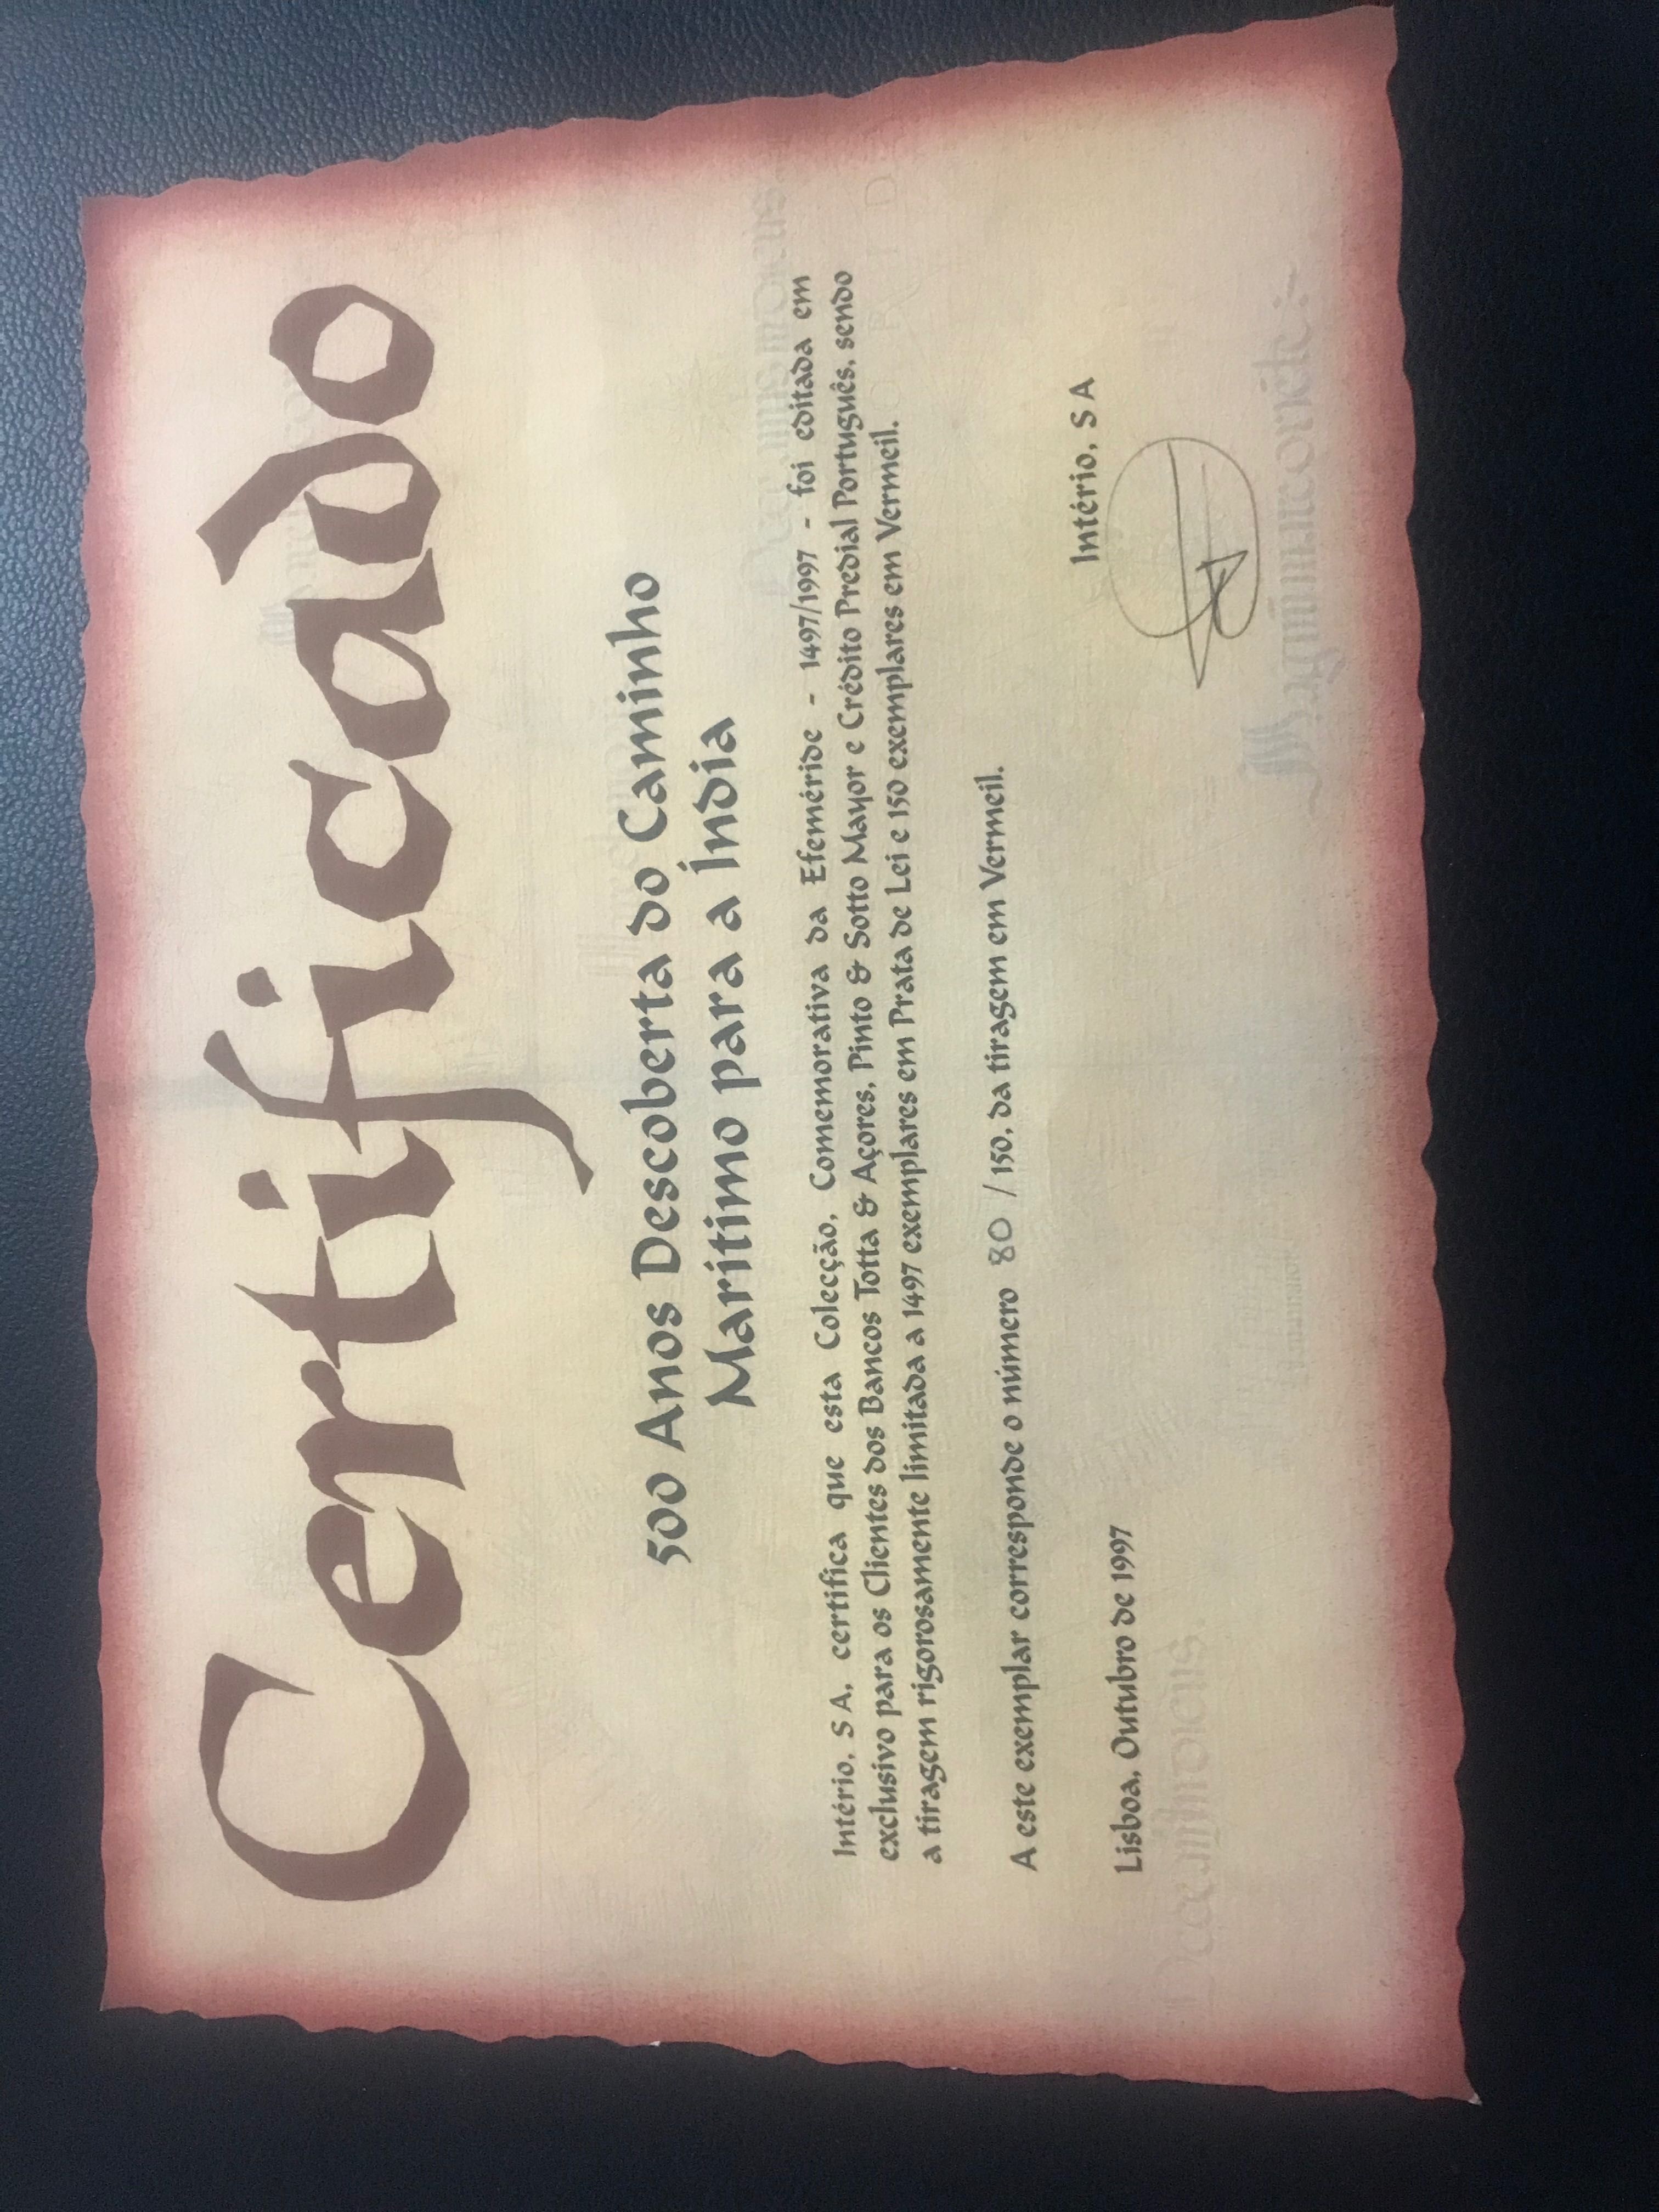 Certificado
500 Anos Descoberta do Caminho
Maritimo para a Índia
Intério, S A, certifica que esta Colecção, Comemorativa da Efeméride - 1497/1997 - foi editada em
exclusivo para os Clientes dos Bancos Totta & Açores, Pinto & Sotto Mayor e Crédito Predial Português, sendo
a tiragem rigorosamente limitada a 1497 exemplares em Prata de Lei e 150 exemplares em Vermeil.
A este exemplar corresponde o número 80 / 150, da tiragem em Vermeil.
Lisboa, Outubro de 1997
Intério, S A